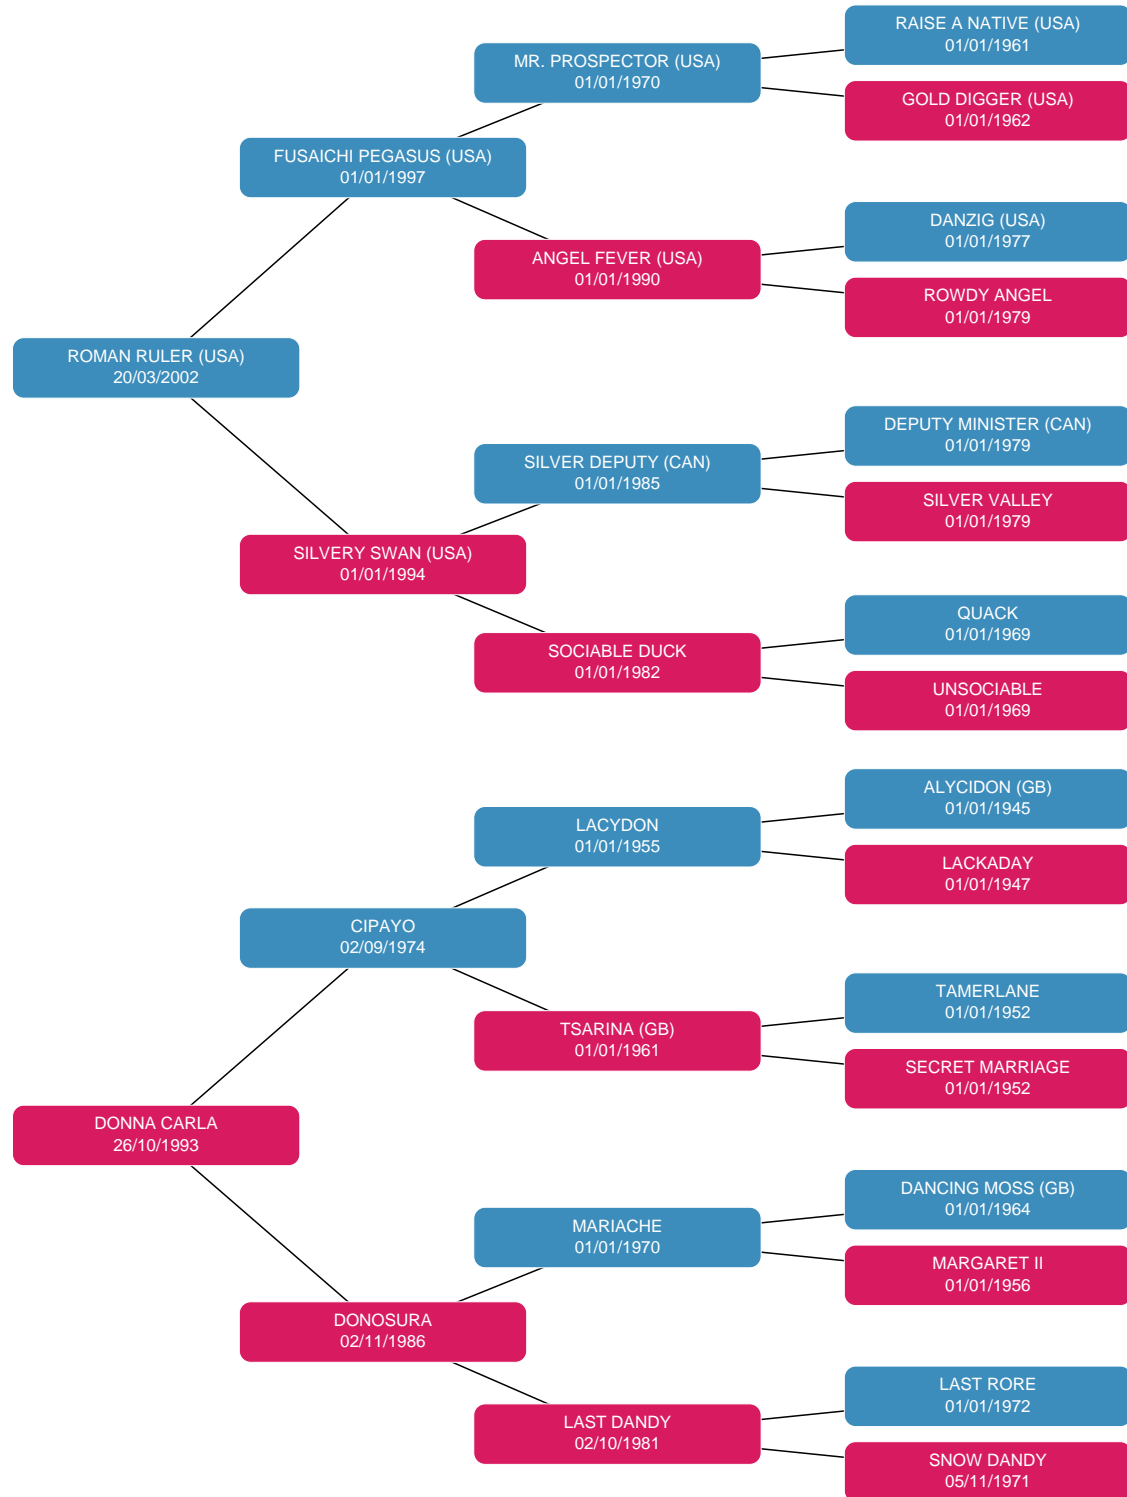 RAISE A NATIVE (USA)
01/01/1961
MR. PROSPECTOR (USA)
01/01/1970
GOLD DIGGER (USA)
01/01/1962
FUSAICHI PEGASUS (USA)
01/01/1997
DANZIG (USA)
01/01/1977
ANGEL FEVER (USA)
01/01/1990
ROWDY ANGEL
01/01/1979
ROMAN RULER (USA)
20/03/2002
DEPUTY MINISTER (CAN)
01/01/1979
SILVER DEPUTY (CAN)
01/01/1985
SILVER VALLEY
01/01/1979
SILVERY SWAN (USA)
01/01/1994
QUACK
01/01/1969
SOCIABLE DUCK
01/01/1982
UNSOCIABLE
01/01/1969
ALYCIDON (GB)
01/01/1945
LACYDON
01/01/1955
LACKADAY
01/01/1947
CIPAYO
02/09/1974
TAMERLANE
01/01/1952
TSARINA (GB)
01/01/1961
SECRET MARRIAGE
01/01/1952
DONNA CARLA
26/10/1993
DANCING MOSS (GB)
01/01/1964
MARIACHE
01/01/1970
MARGARET II
01/01/1956
DONOSURA
02/11/1986
LAST RORE
01/01/1972
LAST DANDY
02/10/1981
SNOW DANDY
05/11/1971